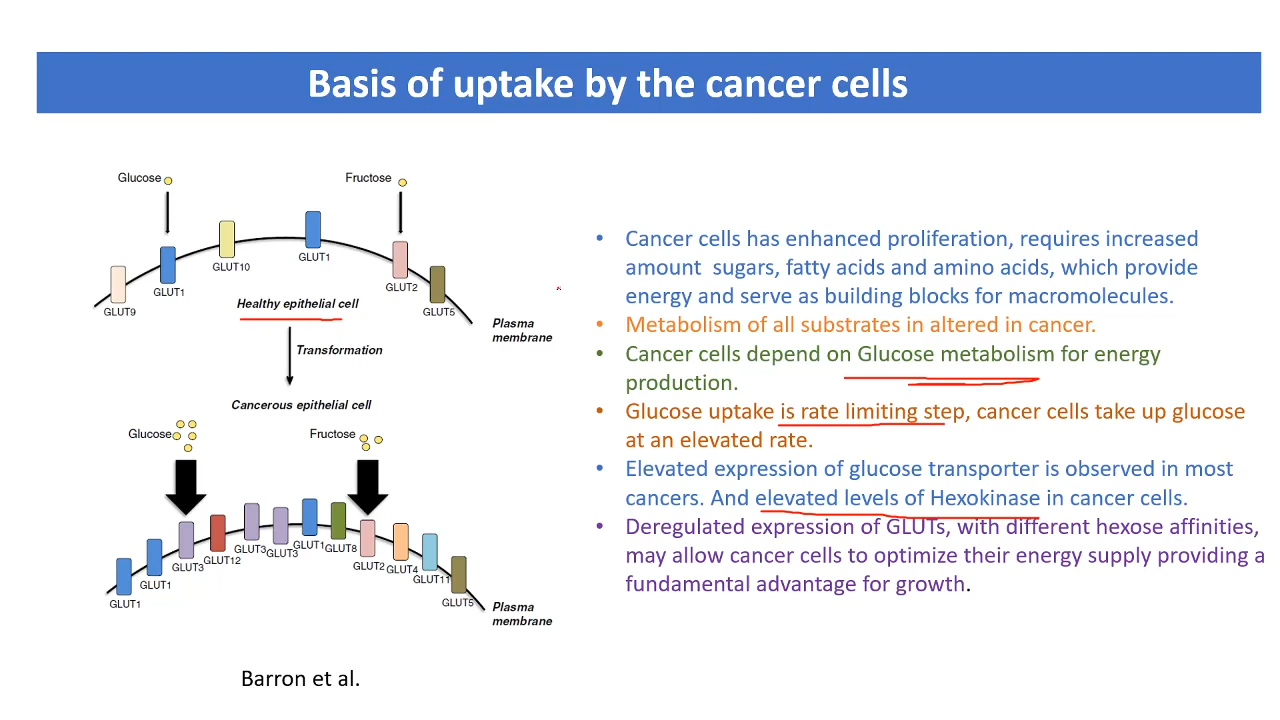 Basis of uptake by the cancer cells
Glucose
Fructose
GLUT9
GLUT1
GLUT10
GLUT1
GLUT2
GLUT5
Healthy epithelial cell
Plasma
membrane
Transformation
Cancerous epithelial cell
Glucose
Fructose
GLUT1
GLUT1
GLUT3
GLUT12
GLUT3
GLUT3
GLUT1
GLUT8
GLUT2
GLUT4
GLUT11
GLUT5
Plasma
membrane
Barron et al.
• Cancer cells has enhanced proliferation, requires increased
amount sugars, fatty acids and amino acids, which provide
energy and serve as building blocks for macromolecules.
• Metabolism of all substrates in altered in cancer.
• Cancer cells depend on Glucose metabolism for energy
production.
• Glucose uptake is rate limiting step, cancer cells take up glucose
at an elevated rate.
• Elevated expression of glucose transporter is observed in most
cancers. And elevated levels of Hexokinase in cancer cells.
• Deregulated expression of GLUTs, with different hexose affinities,
may allow cancer cells to optimize their energy supply providing a
fundamental advantage for growth.